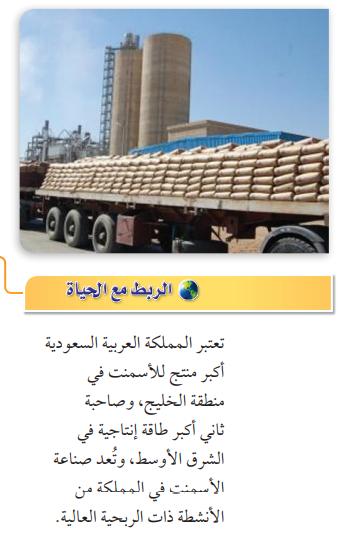 الربط مع الحياة
تعتبر المملكة العربية السعودية
أكبر منتج للأسمنت في
منطقة الخليج، وصاحبة
ثاني أكبر طاقة إنتاجية في
الشرق الأوسط، وتُعد صناعة
الأسمنت في المملكة من
الأنشطة ذات الربحية العالية.